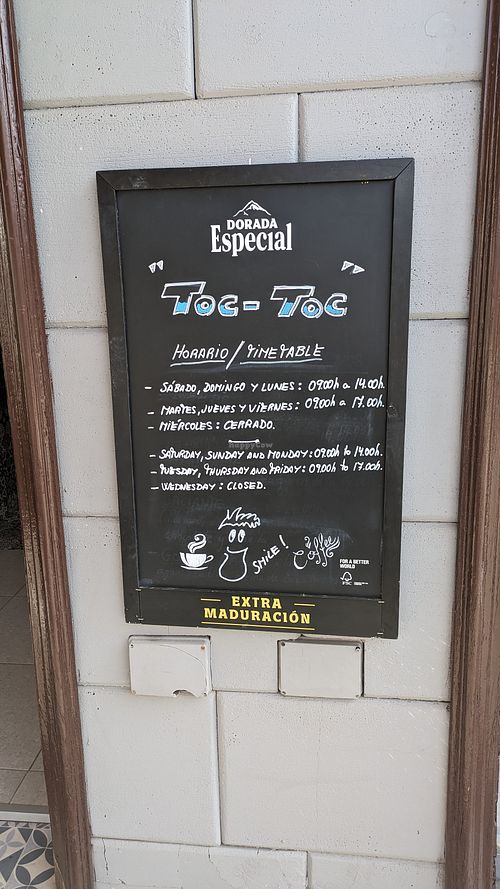 DORADA
Especial
" Toc-Toc "
HORARIO / TIMETABLE
- SÁBADO, DOMINGO Y LUNES: 09.00h a 14.00h.
- MARTES, JUEVES Y VIERNES: 09.00h a 17.00h.
- MIÉRCOLES: CERRADO.
HappyCow
- SATURDAY, SUNDAY AND MONDAY: 09.00h to 14.00h.
- TUESDAY, THURSDAY AND FRIDAY: 09.00h to 17.00h.
- WEDNESDAY: CLOSED.
SMILE!
Coffee
FOR A BETTER
WORLD
FSC
EXTRA
MADURACIÓN